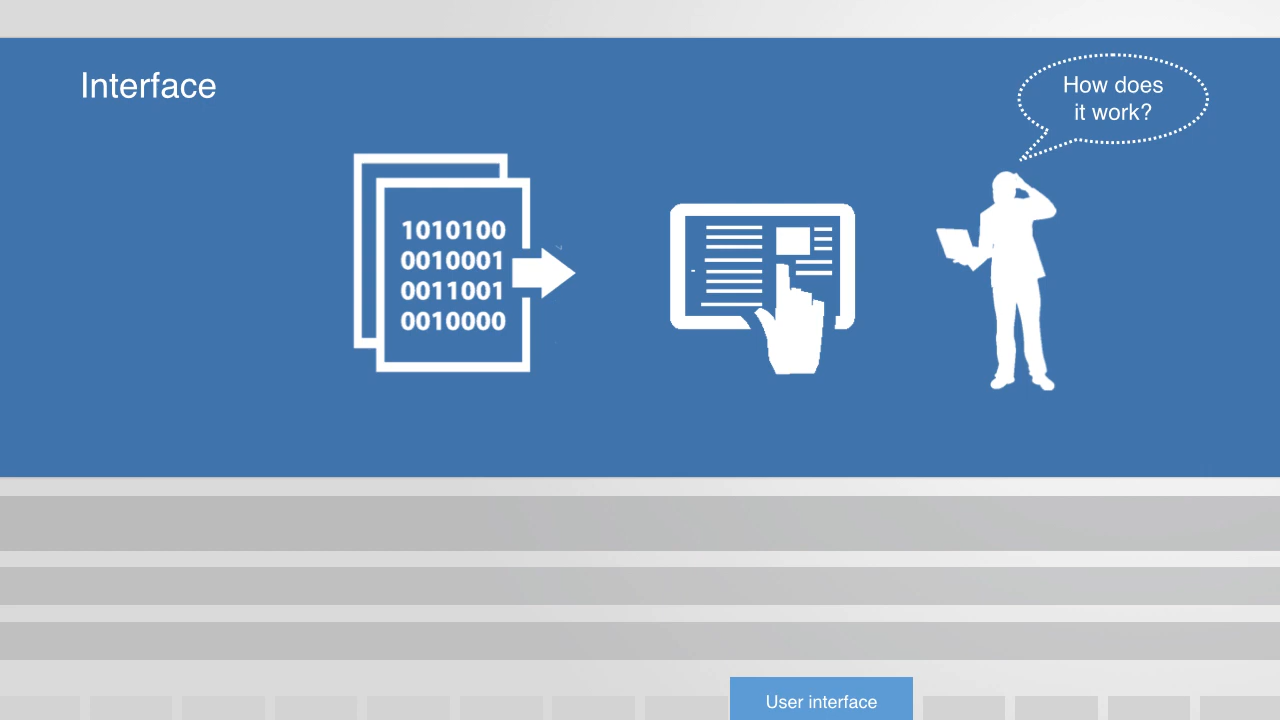 Interface
How does
it work?
1010100
0010001
0011001
0010000
User interface